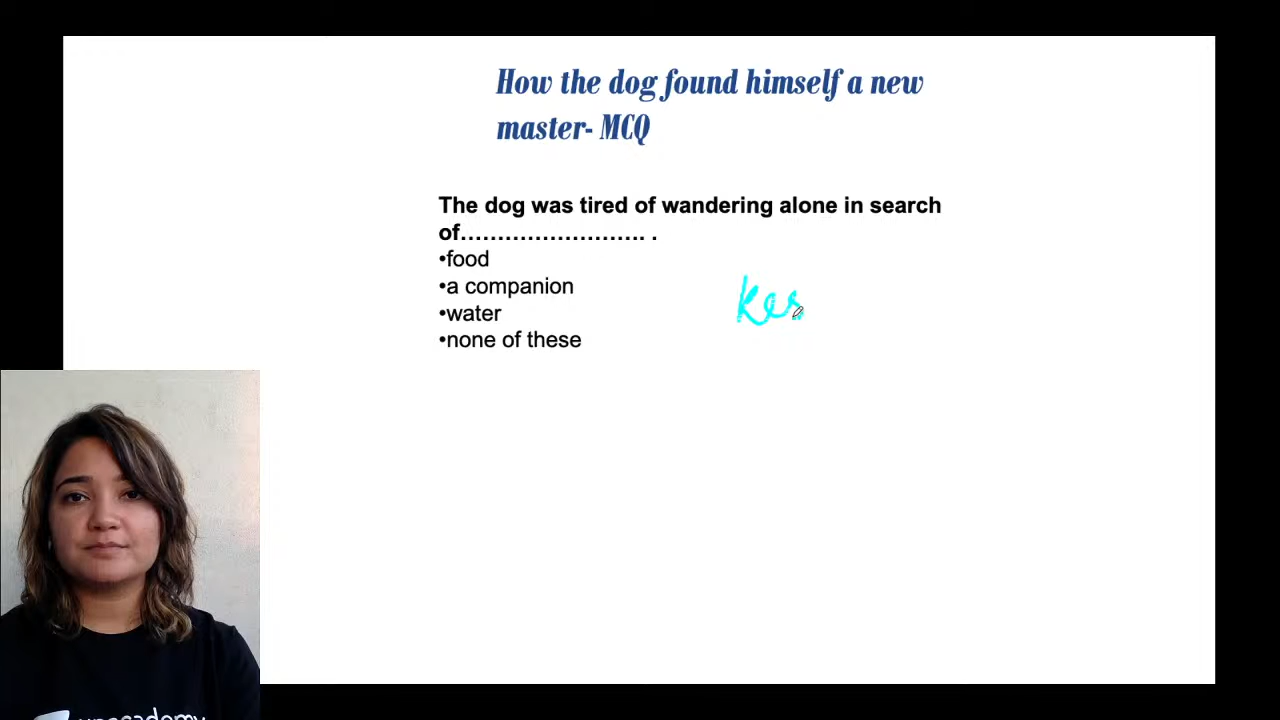 How the dog found himself a new
master- MCQ
The dog was tired of wandering alone in search
of…………………….. .
•food
•a companion
•water
•none of these
Kes